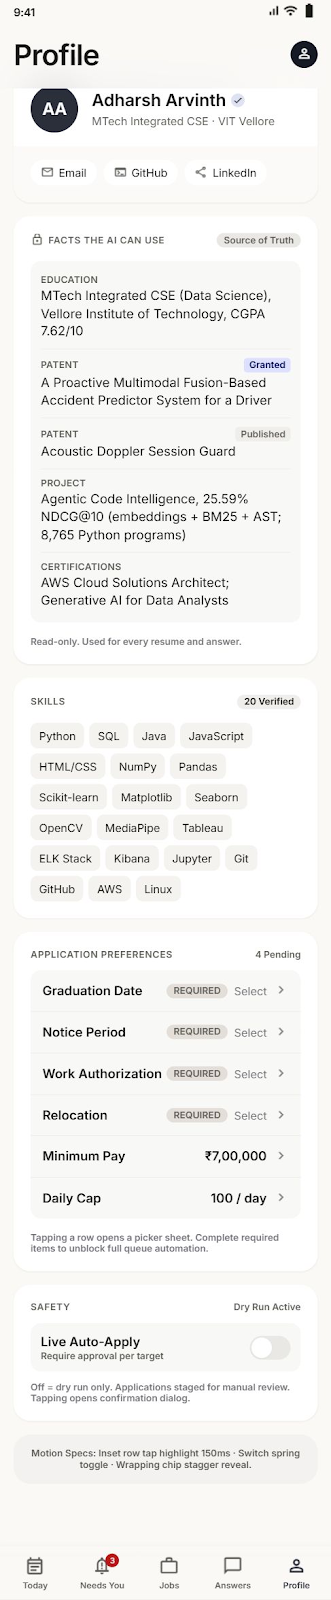 9:41
Profile
AA
Adharsh Arvinth
MTech Integrated CSE · VIT Vellore
Email
GitHub
LinkedIn
FACTS THE AI CAN USE
Source of Truth
EDUCATION
MTech Integrated CSE (Data Science),
Vellore Institute of Technology, CGPA
7.62/10
PATENT
Granted
A Proactive Multimodal Fusion-Based
Accident Predictor System for a Driver
PATENT
Published
Acoustic Doppler Session Guard
PROJECT
Agentic Code Intelligence, 25.59%
NDCG@10 (embeddings + BM25 + AST;
8,765 Python programs)
CERTIFICATIONS
AWS Cloud Solutions Architect;
Generative AI for Data Analysts
Read-only. Used for every resume and answer.
SKILLS
20 Verified
Python SQL Java JavaScript
HTML/CSS NumPy Pandas
Scikit-learn Matplotlib Seaborn
OpenCV MediaPipe Tableau
ELK Stack Kibana Jupyter Git
GitHub AWS Linux
APPLICATION PREFERENCES
4 Pending
Graduation Date REQUIRED Select
Notice Period REQUIRED Select
Work Authorization REQUIRED Select
Relocation REQUIRED Select
Minimum Pay ₹7,00,000
Daily Cap 100 / day
Tapping a row opens a picker sheet. Complete required
items to unblock full queue automation.
SAFETY
Dry Run Active
Live Auto-Apply
Require approval per target
Off = dry run only. Applications staged for manual review.
Tapping opens confirmation dialog.
Motion Specs: Inset row tap highlight 150ms · Switch spring
toggle · Wrapping chip stagger reveal.
3
Today Needs You Jobs Answers Profile